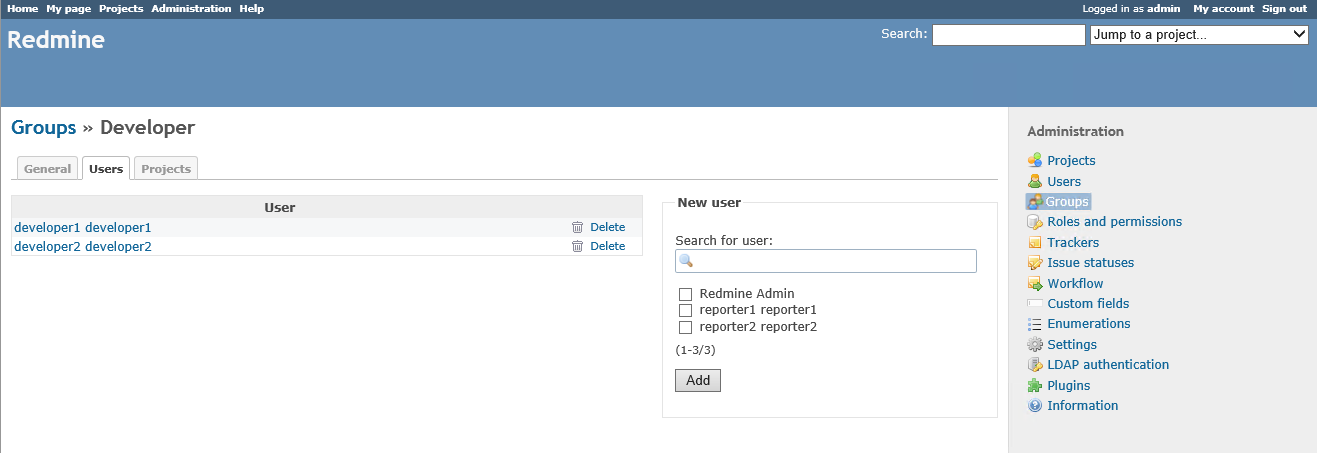 Home My page Projects Administration Help Logged in as admin My account Sign out
Redmine Search: Jump to a project...
Groups » Developer
General Users Projects
User
developer1 developer1 Delete
developer2 developer2 Delete
New user
Search for user:
Redmine Admin
reporter1 reporter1
reporter2 reporter2
(1-3/3)
Add
Administration
Projects
Users
Groups
Roles and permissions
Trackers
Issue statuses
Workflow
Custom fields
Enumerations
Settings
LDAP authentication
Plugins
Information